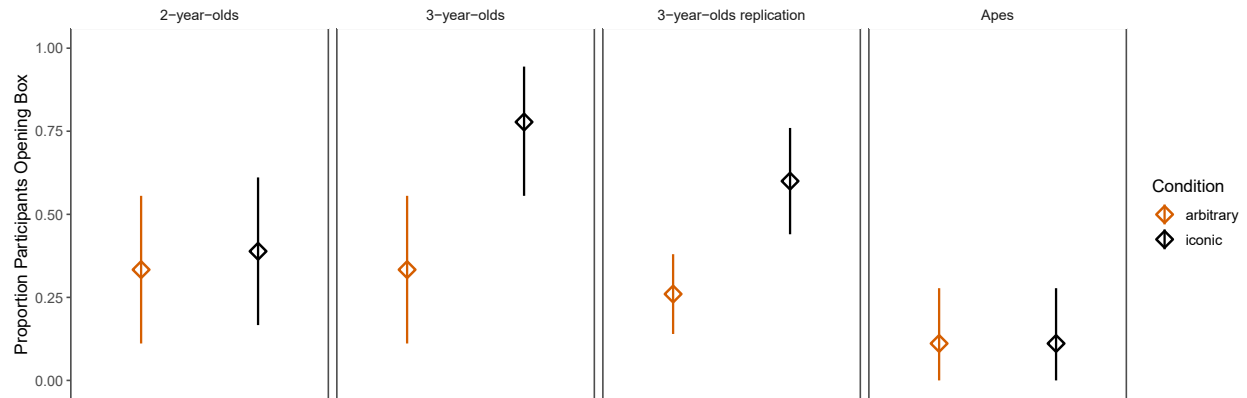 2−year−olds
3−year−olds
3−year−olds replication
Apes
Proportion Participants Opening Box
1.00
0.75
0.50
0.25
0.00
Condition
arbitrary
iconic